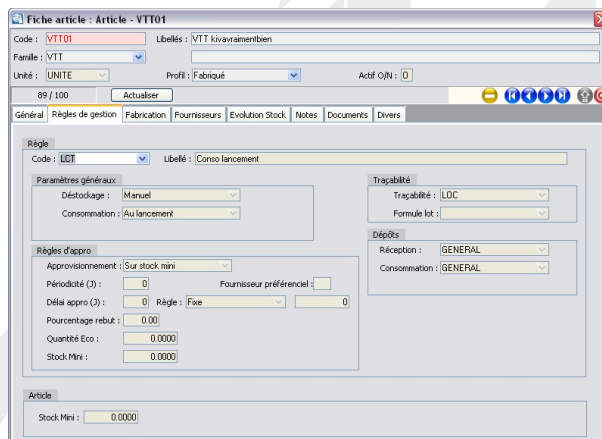 Fiche article : Article - VTT01
Code : VTT01 Libellés : VTT kivavraimentbien
Famille : VTT
Unité : UNITE Profil : Fabriqué Actif O/N : O
89 / 100 Actualiser
Général Règles de gestion Fabrication Fournisseurs Evolution Stock Notes Documents Divers
Règle
Code : LCT Libellé : Conso lancement
Paramètres généraux
Déstockage : Manuel
Consommation : Au lancement
Traçabilité
Traçabilité : LOC
Formule lot :
Dépôts
Réception : GENERAL
Consommation : GENERAL
Règles d'appro
Approvisionnement : Sur stock mini
Périodicité (J) : 0 Fournisseur préférenciel :
Délai appro (J) : 0 Règle : Fixe 0
Pourcentage rebut : 0.00
Quantité Eco : 0.0000
Stock Mini : 0.0000
Article
Stock Mini : 0.0000